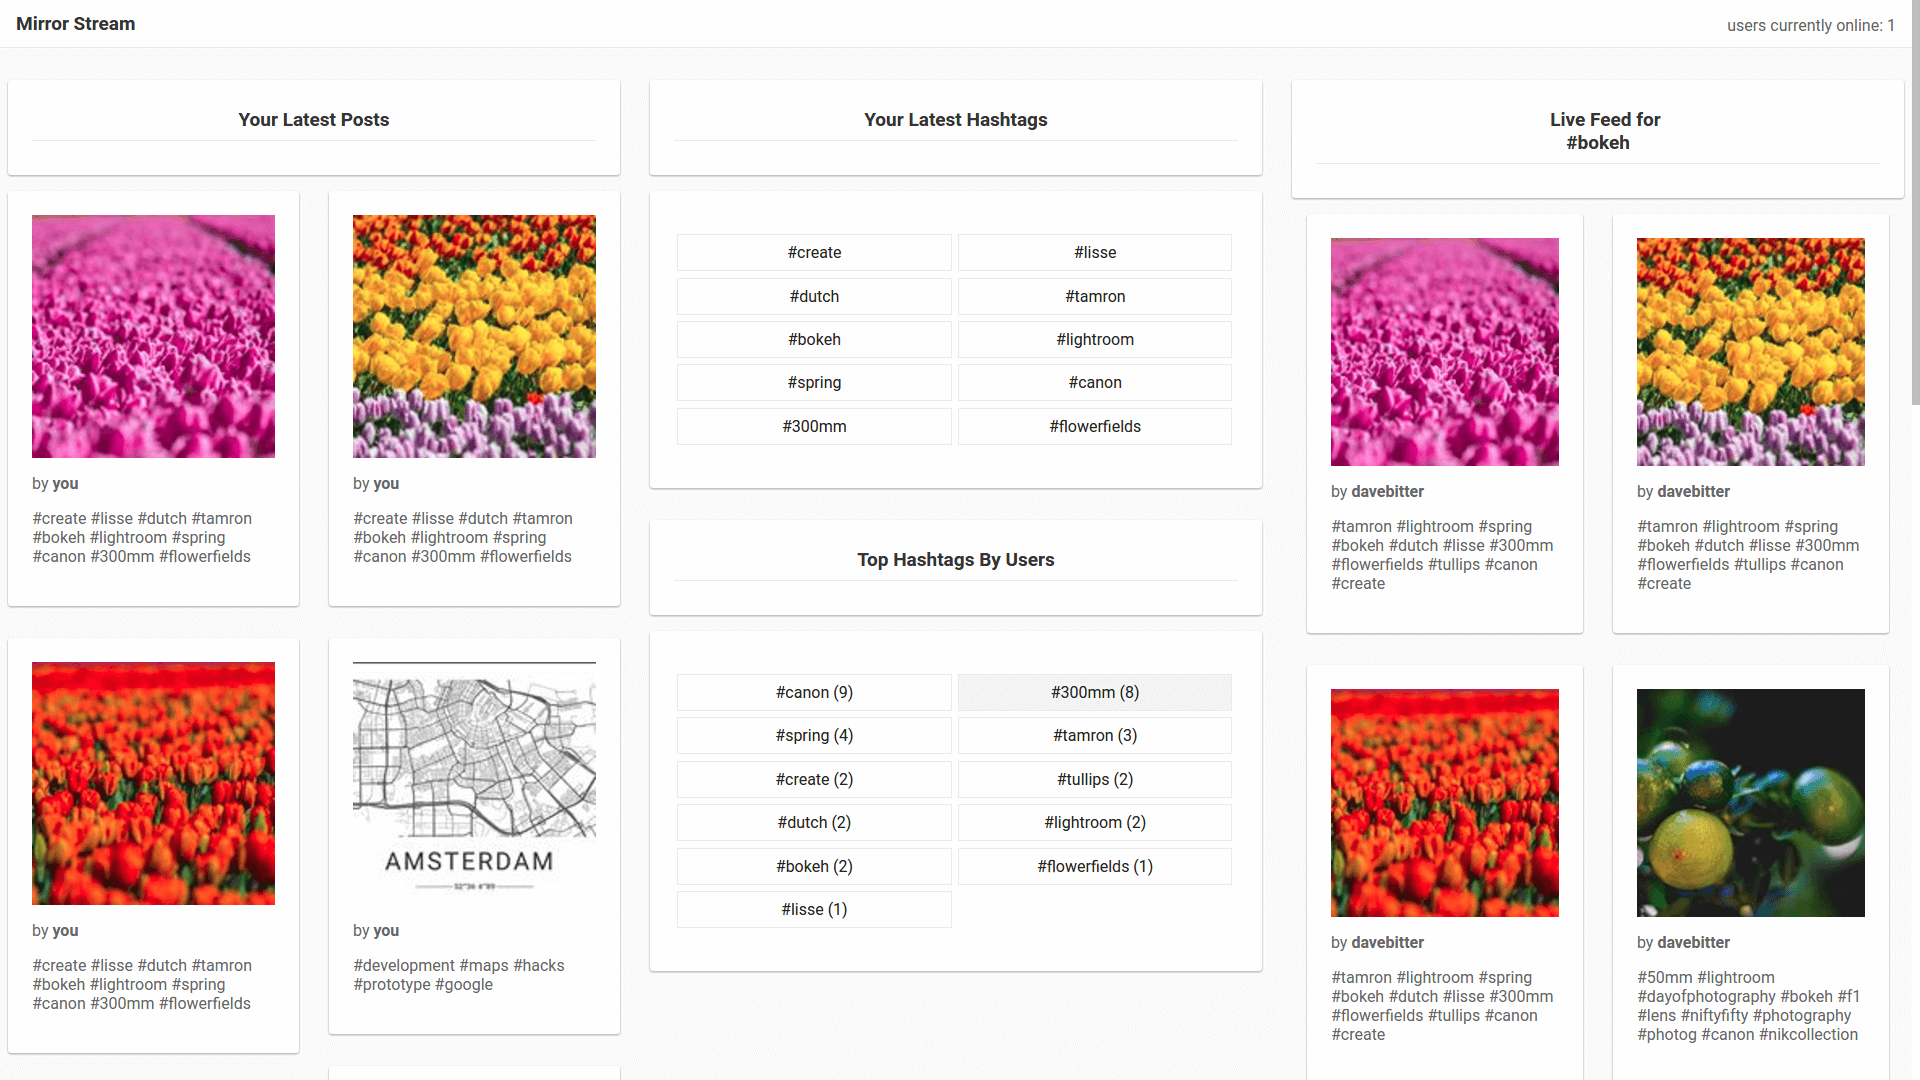 Mirror Stream
users currently online: 1
Your Latest Posts
by you
#create #lisse #dutch #tamron
#bokeh #lightroom #spring
#canon #300mm #flowerfields
by you
#create #lisse #dutch #tamron
#bokeh #lightroom #spring
#canon #300mm #flowerfields
by you
#create #lisse #dutch #tamron
#bokeh #lightroom #spring
#canon #300mm #flowerfields
AMSTERDAM
by you
#development #maps #hacks
#prototype #google
Your Latest Hashtags
#create
#lisse
#dutch
#tamron
#bokeh
#lightroom
#spring
#canon
#300mm
#flowerfields
Top Hashtags By Users
#canon (9)
#300mm (8)
#spring (4)
#tamron (3)
#create (2)
#tullips (2)
#dutch (2)
#lightroom (2)
#bokeh (2)
#flowerfields (1)
#lisse (1)
Live Feed for
#bokeh
by davebitter
#tamron #lightroom #spring
#bokeh #dutch #lisse #300mm
#flowerfields #tullips #canon
#create
by davebitter
#tamron #lightroom #spring
#bokeh #dutch #lisse #300mm
#flowerfields #tullips #canon
#create
by davebitter
#tamron #lightroom #spring
#bokeh #dutch #lisse #300mm
#flowerfields #tullips #canon
#create
by davebitter
#50mm #lightroom
#dayofphotography #bokeh #f1
#lens #niftyfifty #photography
#photog #canon #nikcollection